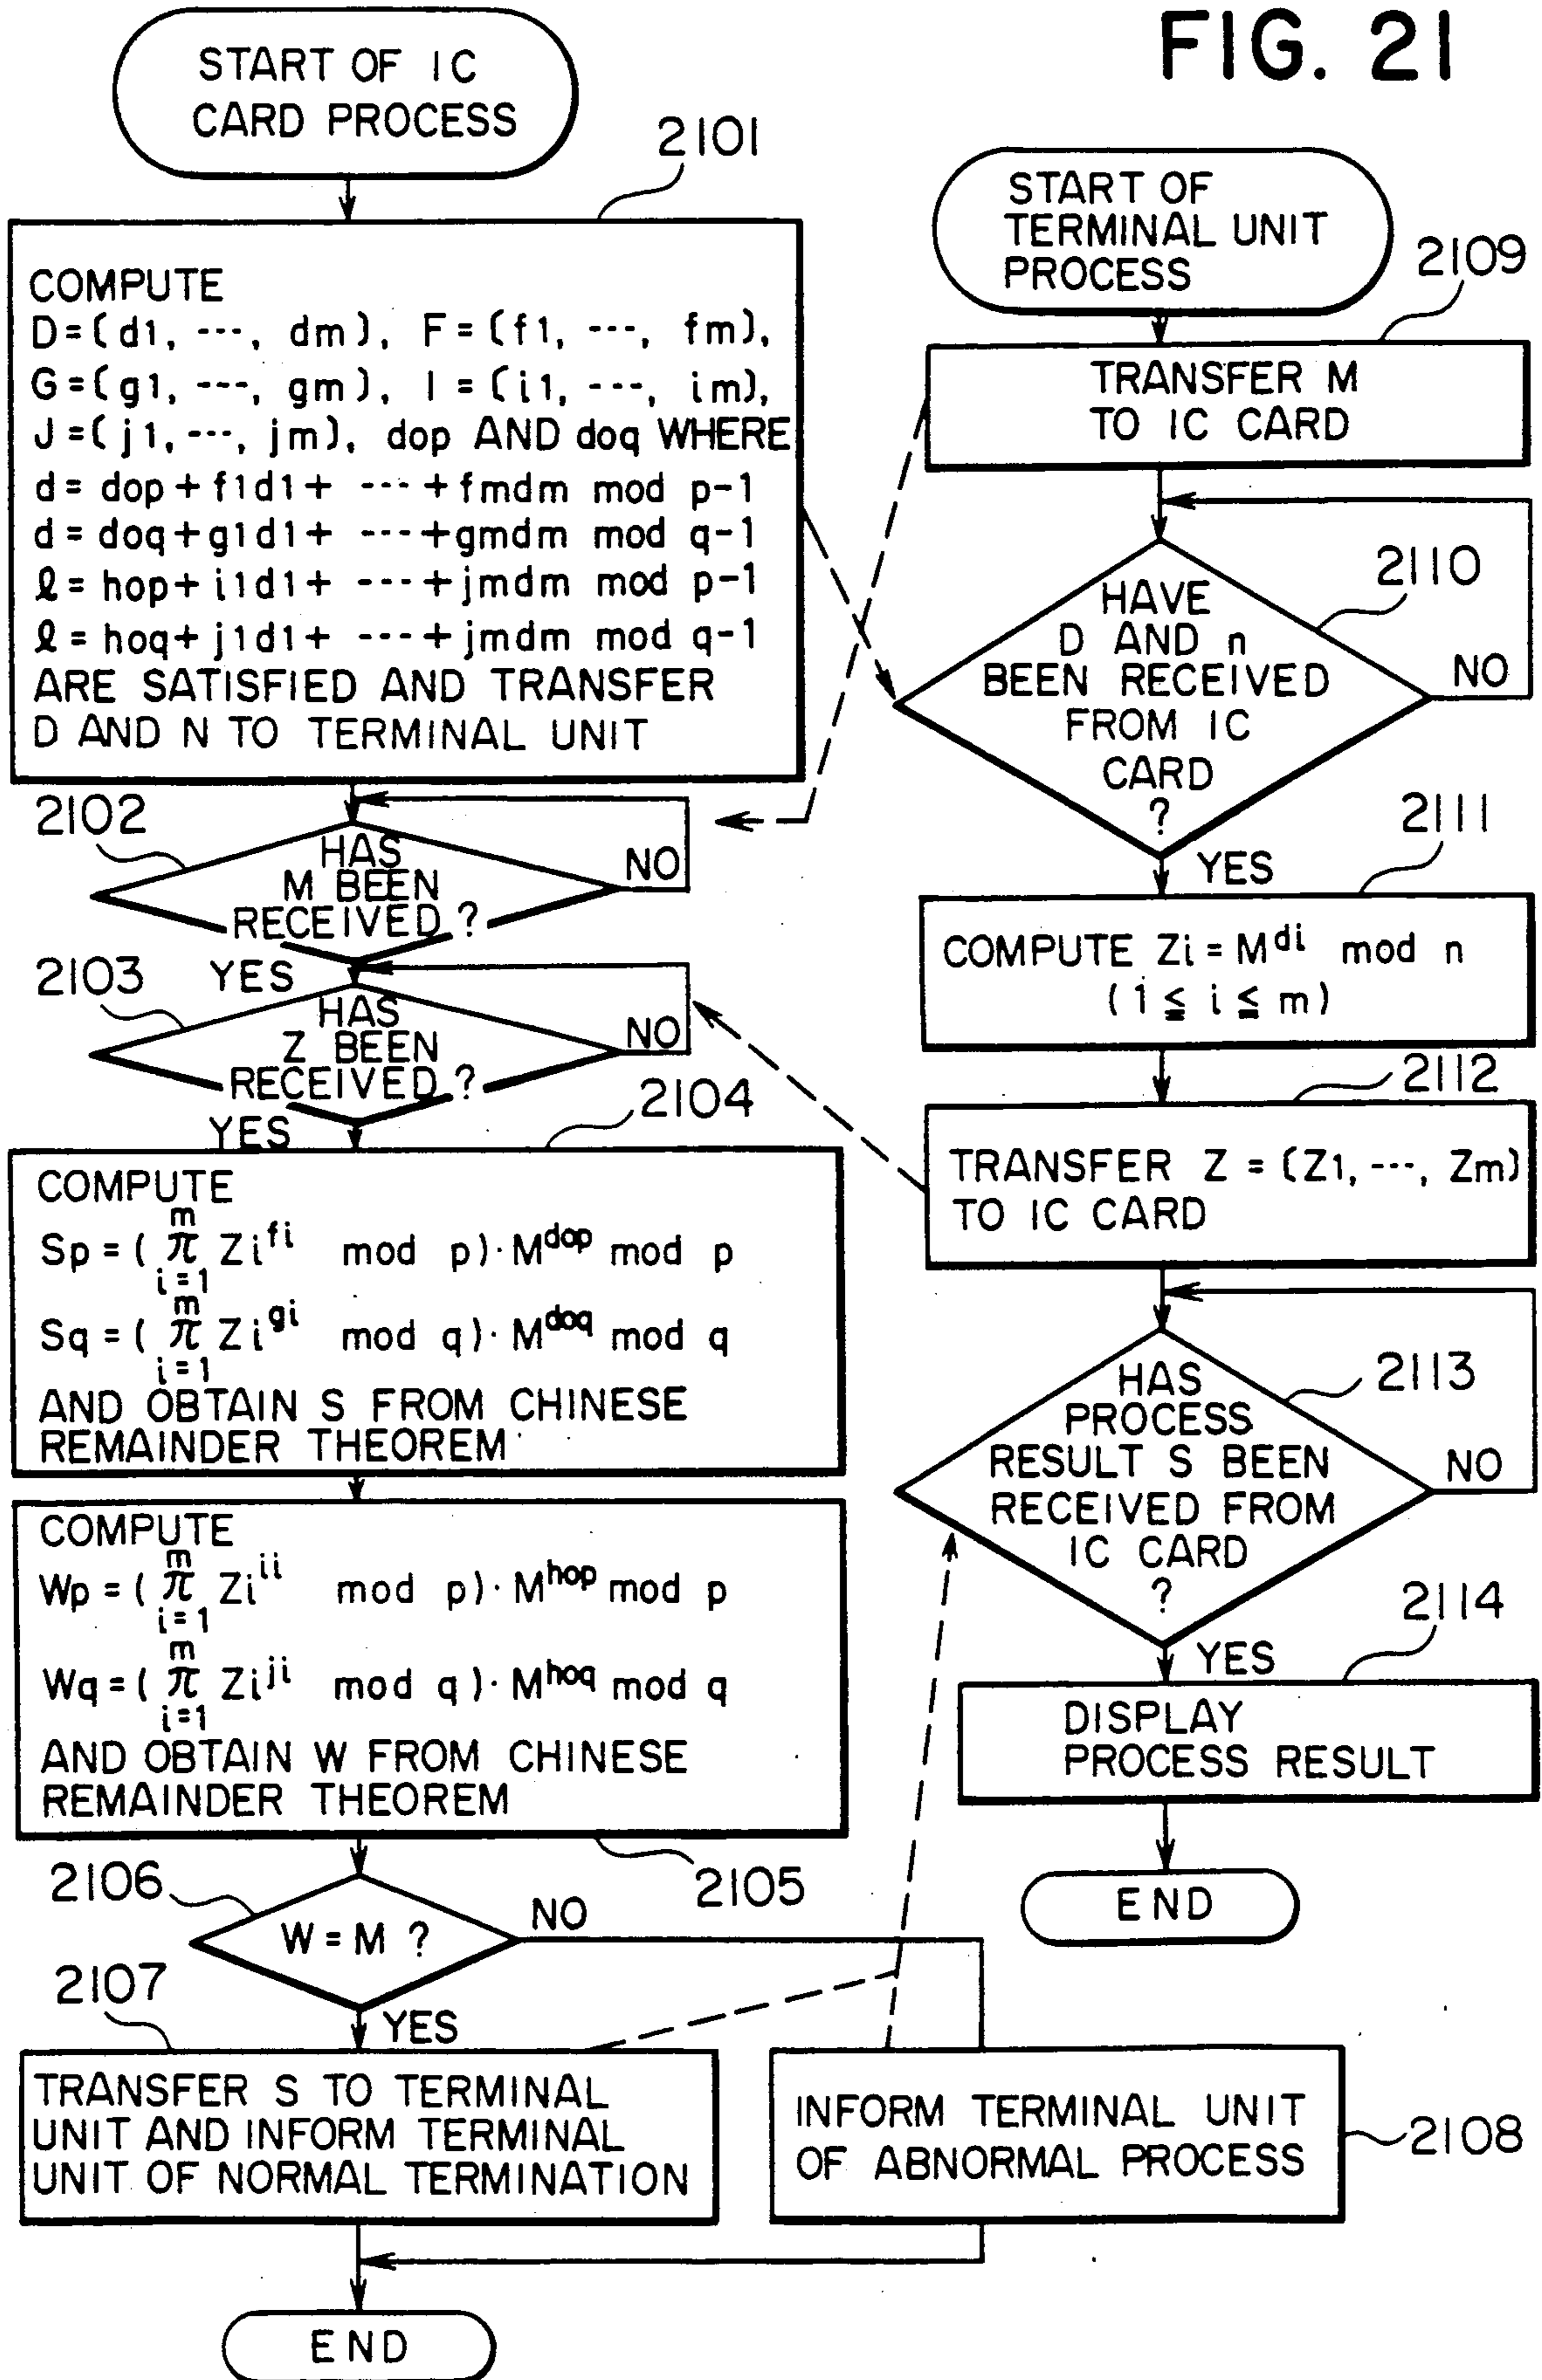 FIG. 21
START OF IC
CARD PROCESS
2101
COMPUTE
D=(d1, ---, dm), F=(f1, ---, fm),
G=(g1, ---, gm), I=(i1, ---, im),
J=(j1, ---, jm), dop AND doq WHERE
d= dop+f1d1+ ---+fmdm mod p-1
d= doq+g1d1+ ---+gmdm mod q-1
ℓ= hop+i1d1+ ---+jmdm mod p-1
ℓ= hoq+j1d1+ ---+jmdm mod q-1
ARE SATISFIED AND TRANSFER
D AND N TO TERMINAL UNIT
2102
HAS
M BEEN
RECEIVED ?
NO
YES
2103
HAS
Z BEEN
RECEIVED ?
NO
YES
2104
COMPUTE
m
Sp=( π Zi^fi mod p)·M^dop mod p
i=1
m
Sq=( π Zi^gi mod q)·M^doq mod q
i=1
AND OBTAIN S FROM CHINESE
REMAINDER THEOREM
COMPUTE
m
Wp=( π Zi^ii mod p)·M^hop mod p
i=1
m
Wq=( π Zi^ji mod q)·M^hoq mod q
i=1
AND OBTAIN W FROM CHINESE
REMAINDER THEOREM
2105
2106
W=M ?
NO
YES
2107
TRANSFER S TO TERMINAL
UNIT AND INFORM TERMINAL
UNIT OF NORMAL TERMINATION
INFORM TERMINAL UNIT
OF ABNORMAL PROCESS
2108
END
START OF
TERMINAL UNIT
PROCESS
2109
TRANSFER M
TO IC CARD
2110
HAVE
D AND n
BEEN RECEIVED
FROM IC
CARD
?
NO
YES
2111
COMPUTE Zi=M^di mod n
(1≦i≦m)
2112
TRANSFER Z=(Z1, ---, Zm)
TO IC CARD
2113
HAS
PROCESS
RESULT S BEEN
RECEIVED FROM
IC CARD
?
NO
YES
2114
DISPLAY
PROCESS RESULT
END